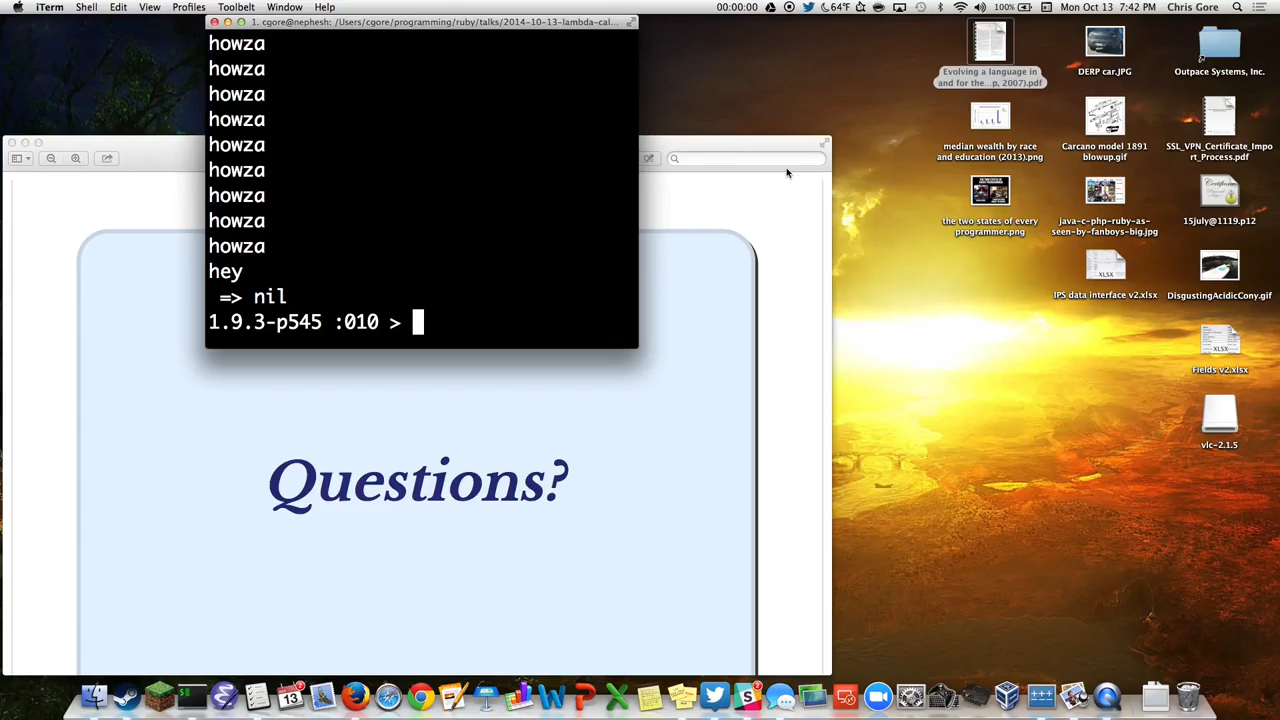 iTerm Shell Edit View Profiles Toolbelt Window Help
00:00:00 64°F 100% Mon Oct 13 7:42 PM Chris Gore
1. cgore@nephesh: /Users/cgore/programming/ruby/talks/2014-10-13-lambda-cal...
howza
howza
howza
howza
howza
howza
howza
howza
howza
hey
=> nil
1.9.3-p545 :010 >
Questions?
Evolving a language in
and for the...p, 2007).pdf
DERP car.JPG
Outpace Systems, Inc.
median wealth by race
and education (2013).png
Carcano model 1891
blowup.gif
SSL_VPN_Certificate_Impo
rt_Process.pdf
the two states of every
programmer.png
java-c-php-ruby-as-
seen-by-fanboys-big.jpg
15july@1119.p12
XLSX
IPS data interface v2.xlsx
DisgustingAcidicCony.gif
XLSX
Fields v2.xlsx
vlc-2.1.5
13